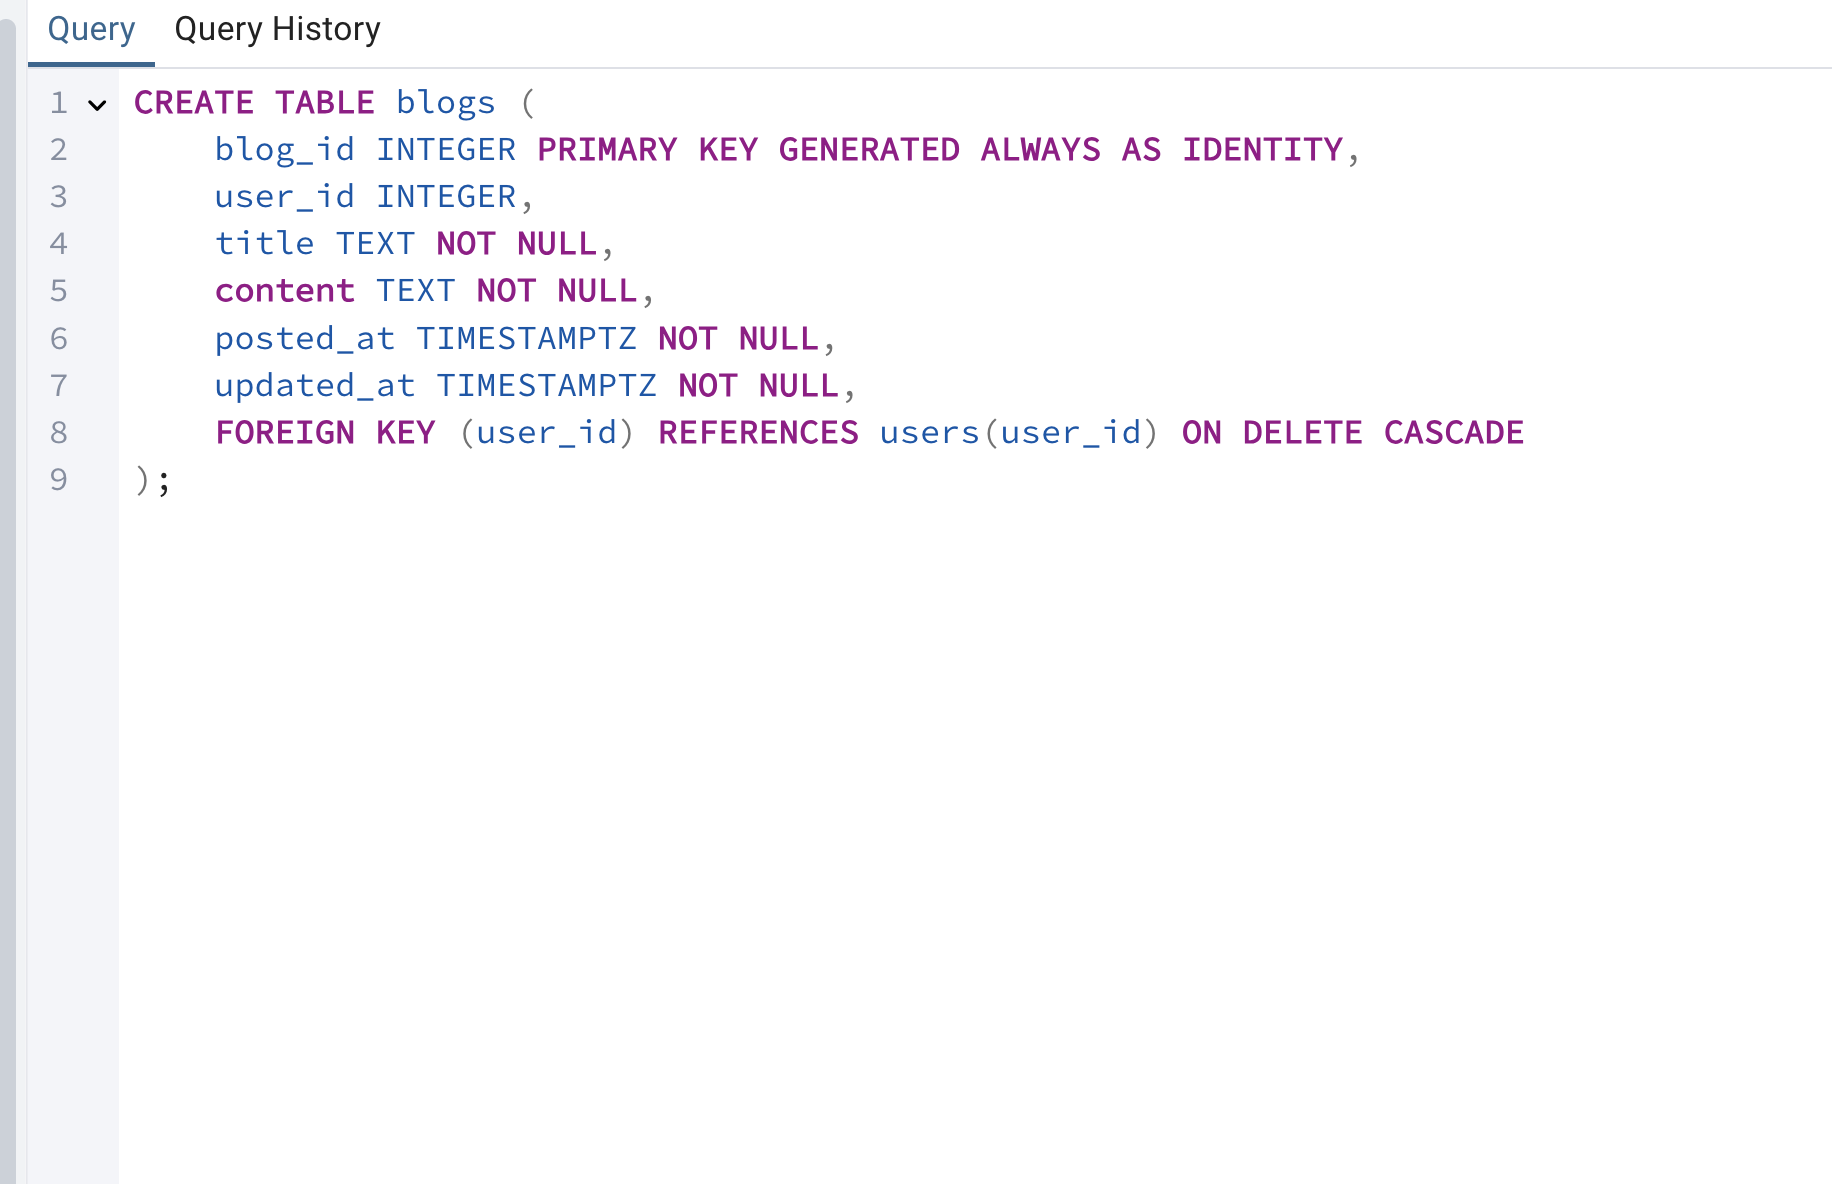 Query Query History
1 CREATE TABLE blogs (
2 blog_id INTEGER PRIMARY KEY GENERATED ALWAYS AS IDENTITY,
3 user_id INTEGER,
4 title TEXT NOT NULL,
5 content TEXT NOT NULL,
6 posted_at TIMESTAMPTZ NOT NULL,
7 updated_at TIMESTAMPTZ NOT NULL,
8 FOREIGN KEY (user_id) REFERENCES users(user_id) ON DELETE CASCADE
9 );